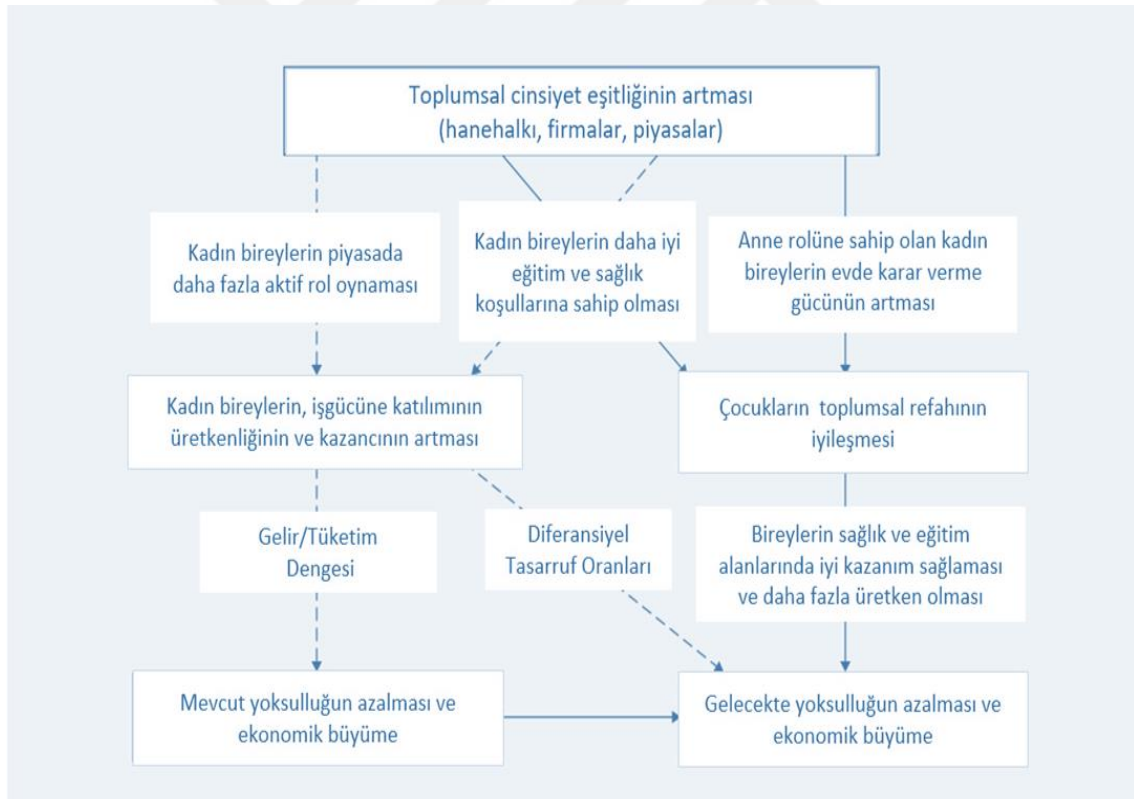 Toplumsal cinsiyet eşitliğinin artması
(hanehalkı, firmalar, piyasalar)
Kadın bireylerin piyasada
daha fazla aktif rol oynaması
Kadın bireylerin daha iyi
eğitim ve sağlık
koşullarına sahip olması
Anne rolüne sahip olan kadın
bireylerin evde karar verme
gücünün artması
Kadın bireylerin, işgücüne katılımının
üretkenliğinin ve kazancının artması
Çocukların toplumsal refahının
iyileşmesi
Gelir/Tüketim
Dengesi
Diferansiyel
Tasarruf Oranları
Bireylerin sağlık ve eğitim
alanlarında iyi kazanım sağlaması
ve daha fazla üretken olması
Mevcut yoksulluğun azalması ve
ekonomik büyüme
Gelecekte yoksulluğun azalması ve
ekonomik büyüme